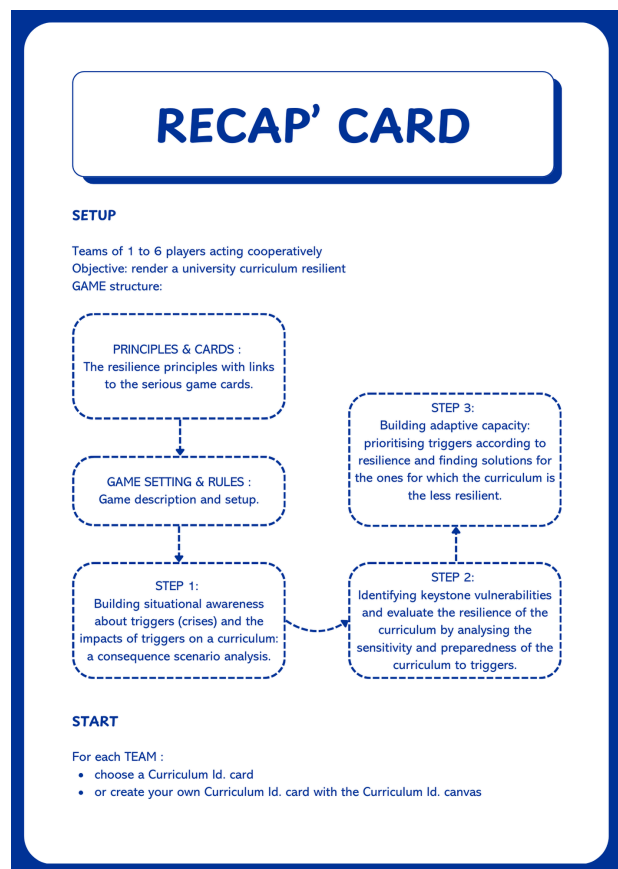 RECAP' CARD
SETUP
Teams of 1 to 6 players acting cooperatively
Objective: render a university curriculum resilient
GAME structure:
PRINCIPLES & CARDS :
The resilience principles with links
to the serious game cards.
GAME SETTING & RULES :
Game description and setup.
STEP 1:
Building situational awareness
about triggers (crises) and the
impacts of triggers on a curriculum:
a consequence scenario analysis.
STEP 2:
Identifying keystone vulnerabilities
and evaluate the resilience of the
curriculum by analysing the
sensitivity and preparedness of the
curriculum to triggers.
STEP 3:
Building adaptive capacity:
prioritising triggers according to
resilience and finding solutions for
the ones for which the curriculum is
the less resilient.
START
For each TEAM :
• choose a Curriculum Id. card
• or create your own Curriculum Id. card with the Curriculum Id. canvas